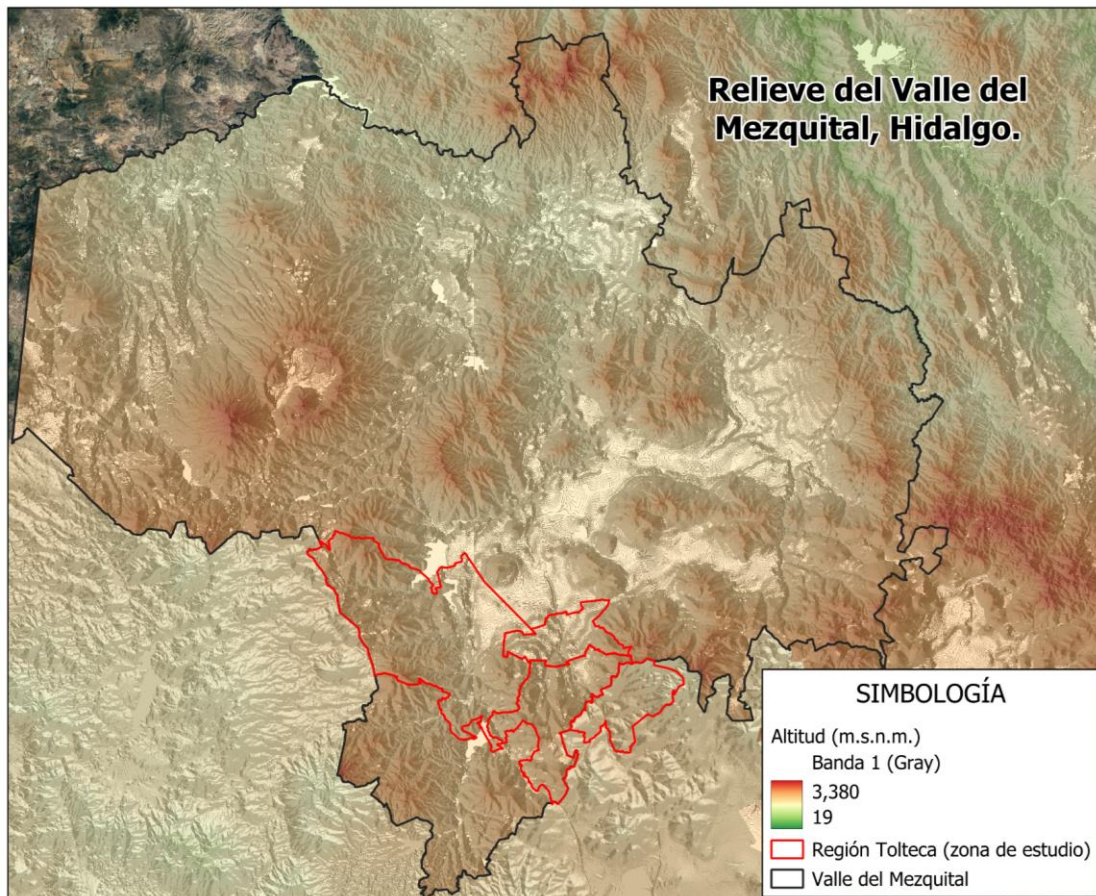 Relieve del Valle del
Mezquital, Hidalgo.
SIMBOLOGÍA
Altitud (m.s.n.m.)
Banda 1 (Gray)
3,380
19
Región Tolteca (zona de estudio)
Valle del Mezquital